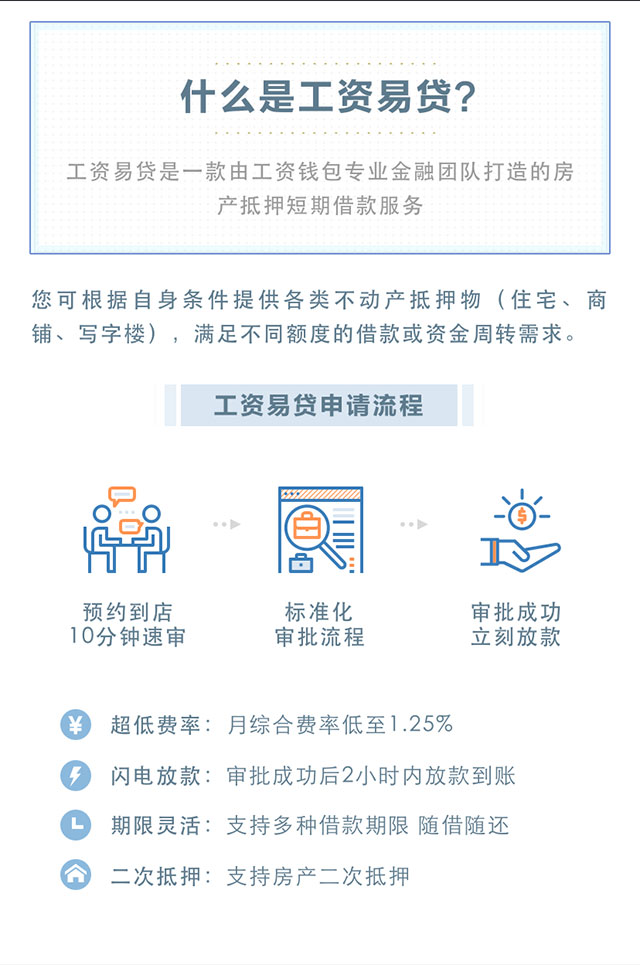 什么是工资易贷?
工资易贷是一款由工资钱包专业金融团队打造的房
产抵押短期借款服务
您可根据自身条件提供各类不动产抵押物（住宅、商
铺、写字楼），满足不同额度的借款或资金周转需求。
工资易贷申请流程
预约到店
10分钟速审
标准化
审批流程
审批成功
立刻放款
超低费率：月综合费率低至1.25%
闪电放款：审批成功后2小时内放款到账
期限灵活：支持多种借款期限 随借随还
二次抵押：支持房产二次抵押